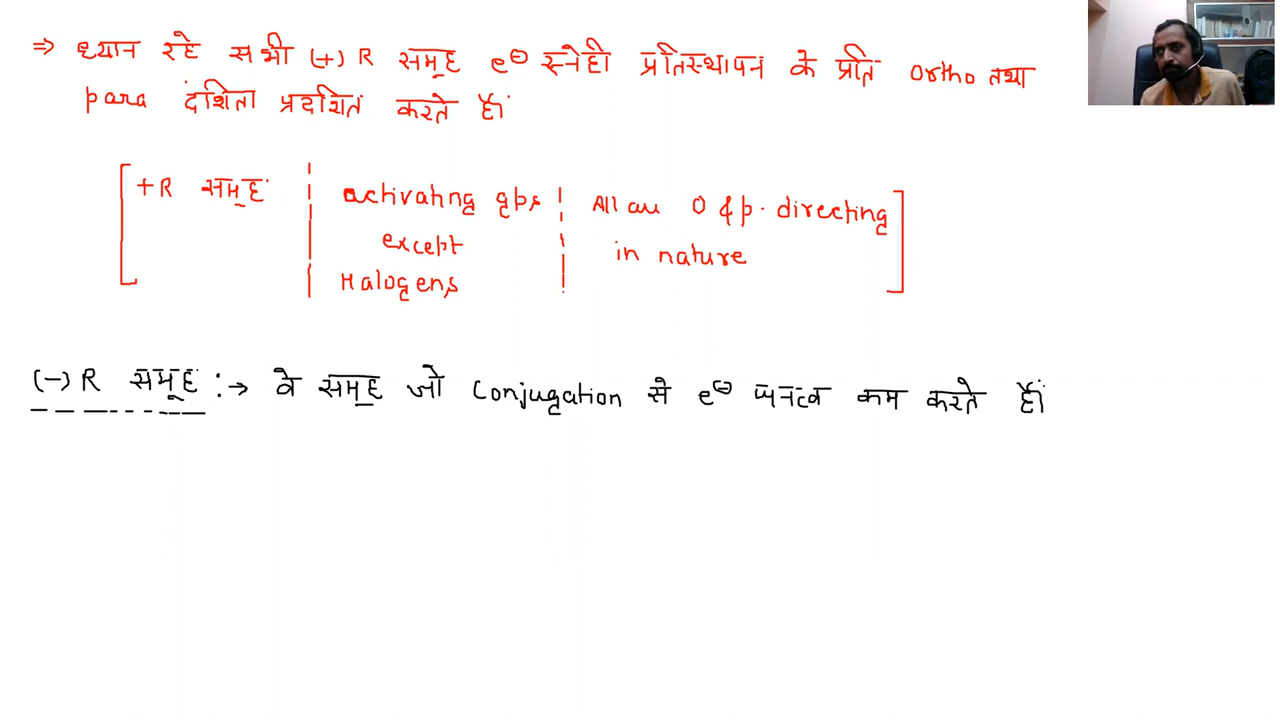 ⇒ ध्यान रहे सभी (+) R समूह e⊖ स्नेही प्रतिस्थापन के प्रति ortho तथा
para दंशिता प्रदर्शित करते हैं।
+R समूह activating gps All are O & p. directing
except in nature
Halogens
(-) R समूह :→ वे समूह जो Conjugation से e⊖ घनत्व कम करते हैं।